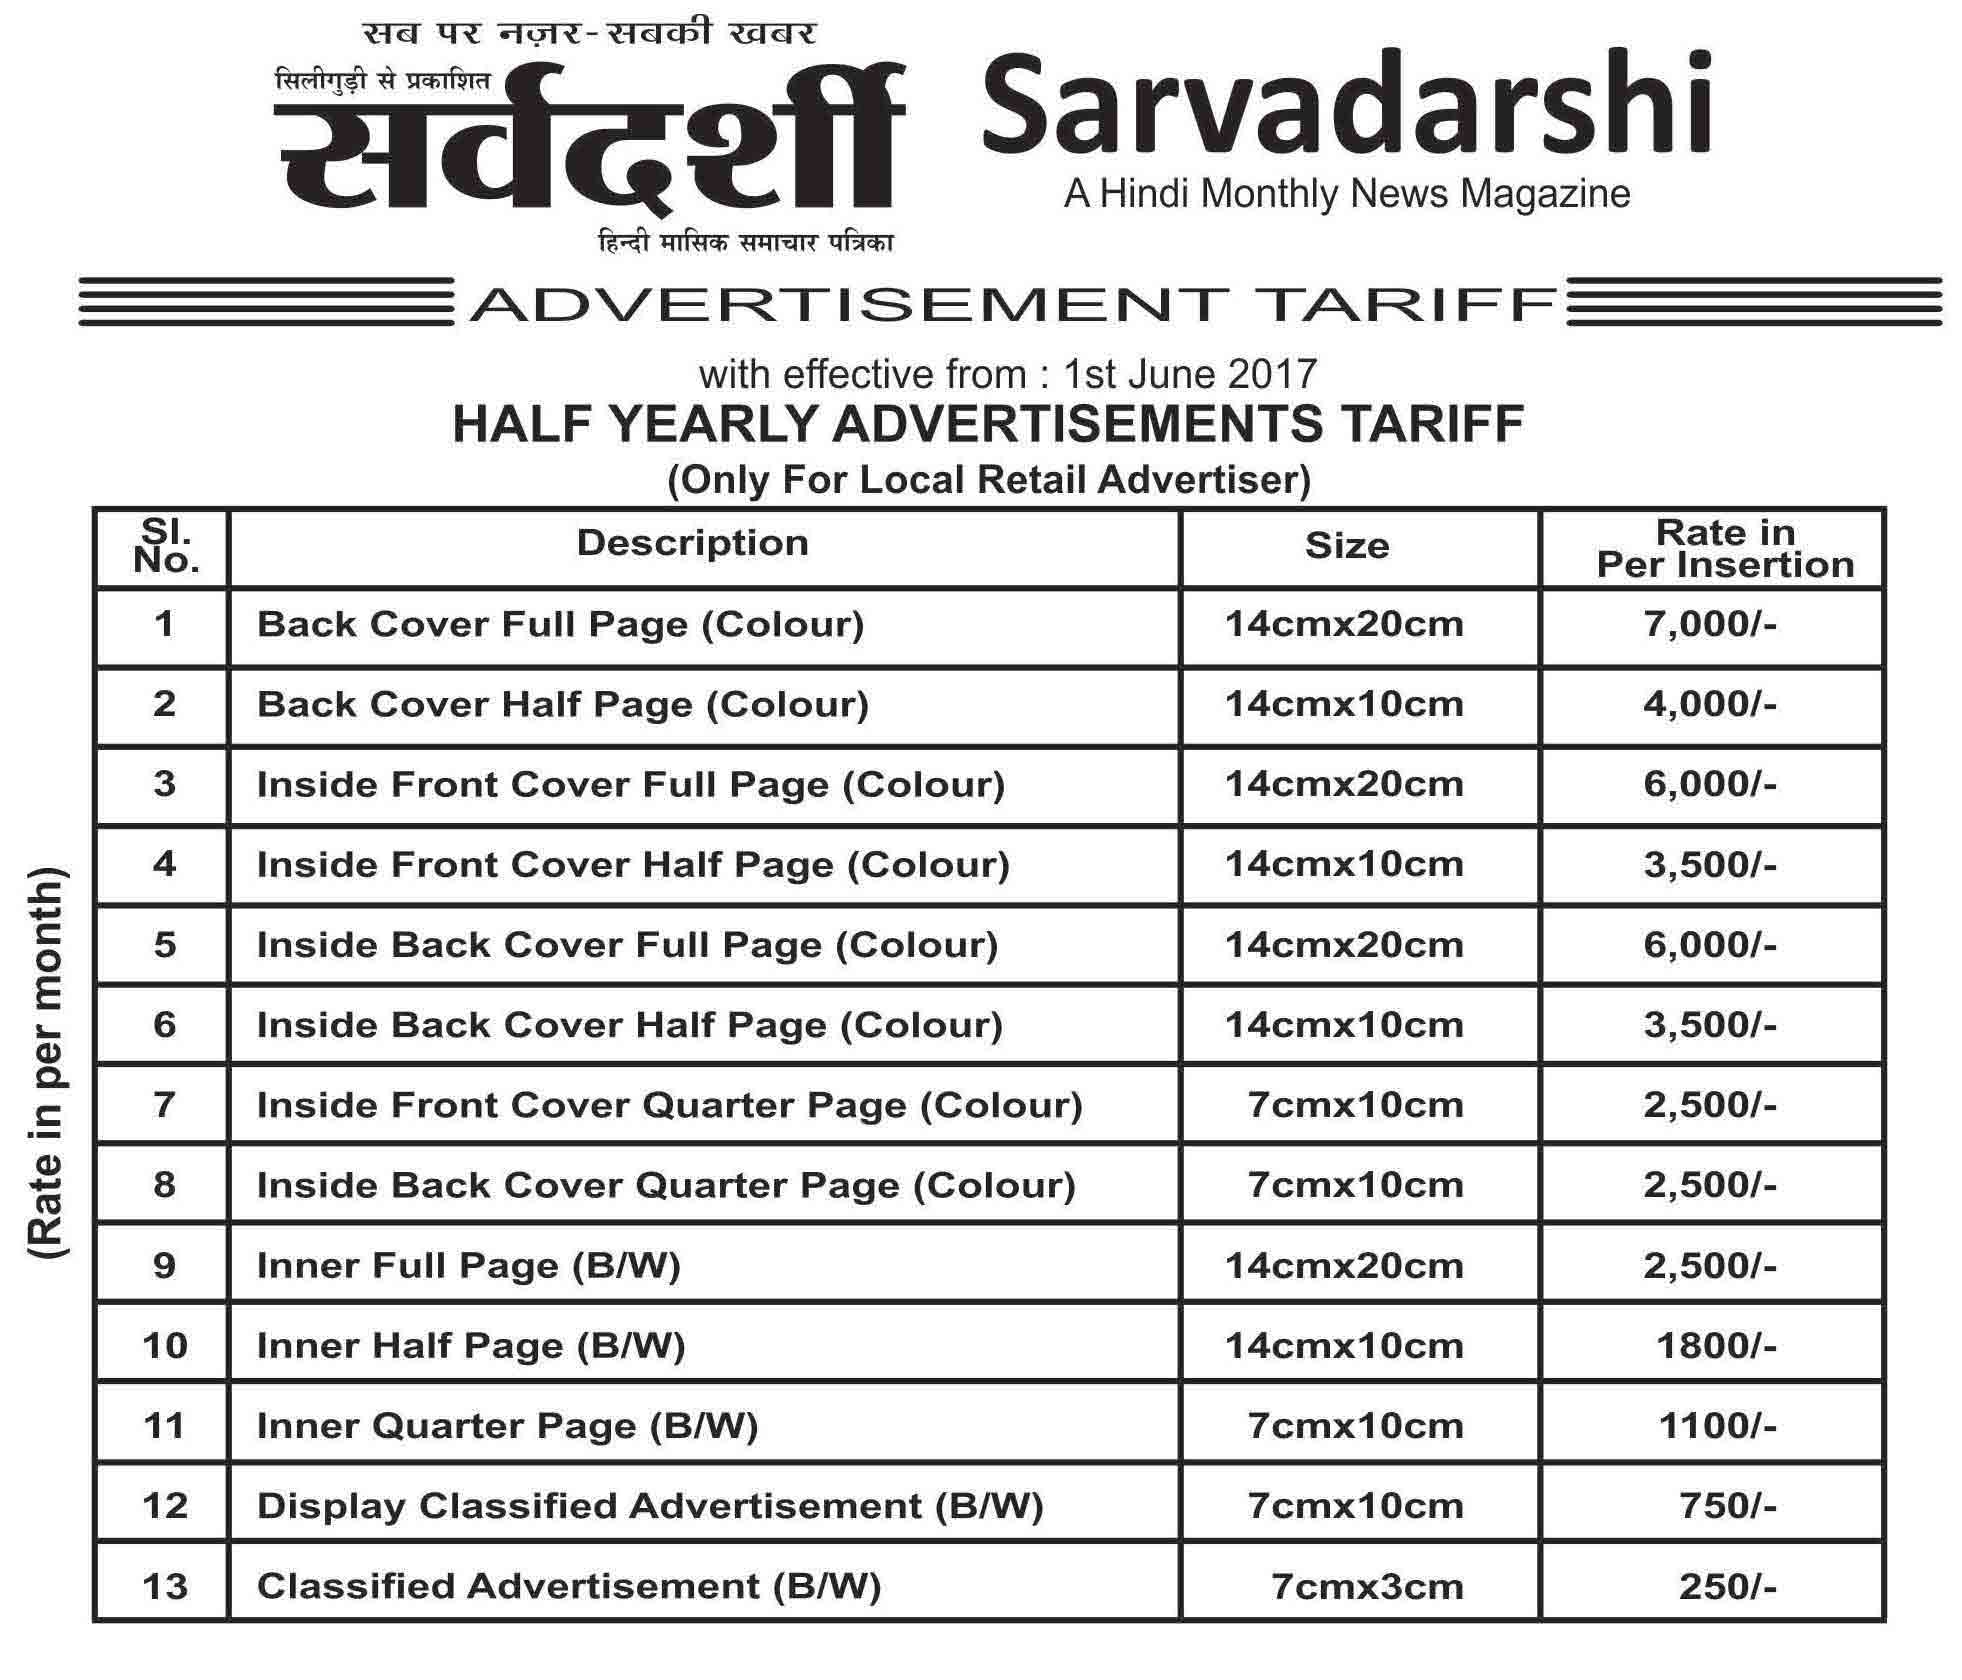 सब पर नज़र-सबकी खबर
सिलीगुड़ी से प्रकाशित
सर्वदर्शी
हिन्दी मासिक समाचार पत्रिका
Sarvadarshi
A Hindi Monthly News Magazine
ADVERTISEMENT TARIFF
with effective from : 1st June 2017
HALF YEARLY ADVERTISEMENTS TARIFF
(Only For Local Retail Advertiser)
(Rate in per month)
Sl. No. Description Size Rate in Per Insertion
1 Back Cover Full Page (Colour) 14cmx20cm 7,000/-
2 Back Cover Half Page (Colour) 14cmx10cm 4,000/-
3 Inside Front Cover Full Page (Colour) 14cmx20cm 6,000/-
4 Inside Front Cover Half Page (Colour) 14cmx10cm 3,500/-
5 Inside Back Cover Full Page (Colour) 14cmx20cm 6,000/-
6 Inside Back Cover Half Page (Colour) 14cmx10cm 3,500/-
7 Inside Front Cover Quarter Page (Colour) 7cmx10cm 2,500/-
8 Inside Back Cover Quarter Page (Colour) 7cmx10cm 2,500/-
9 Inner Full Page (B/W) 14cmx20cm 2,500/-
10 Inner Half Page (B/W) 14cmx10cm 1800/-
11 Inner Quarter Page (B/W) 7cmx10cm 1100/-
12 Display Classified Advertisement (B/W) 7cmx10cm 750/-
13 Classified Advertisement (B/W) 7cmx3cm 250/-